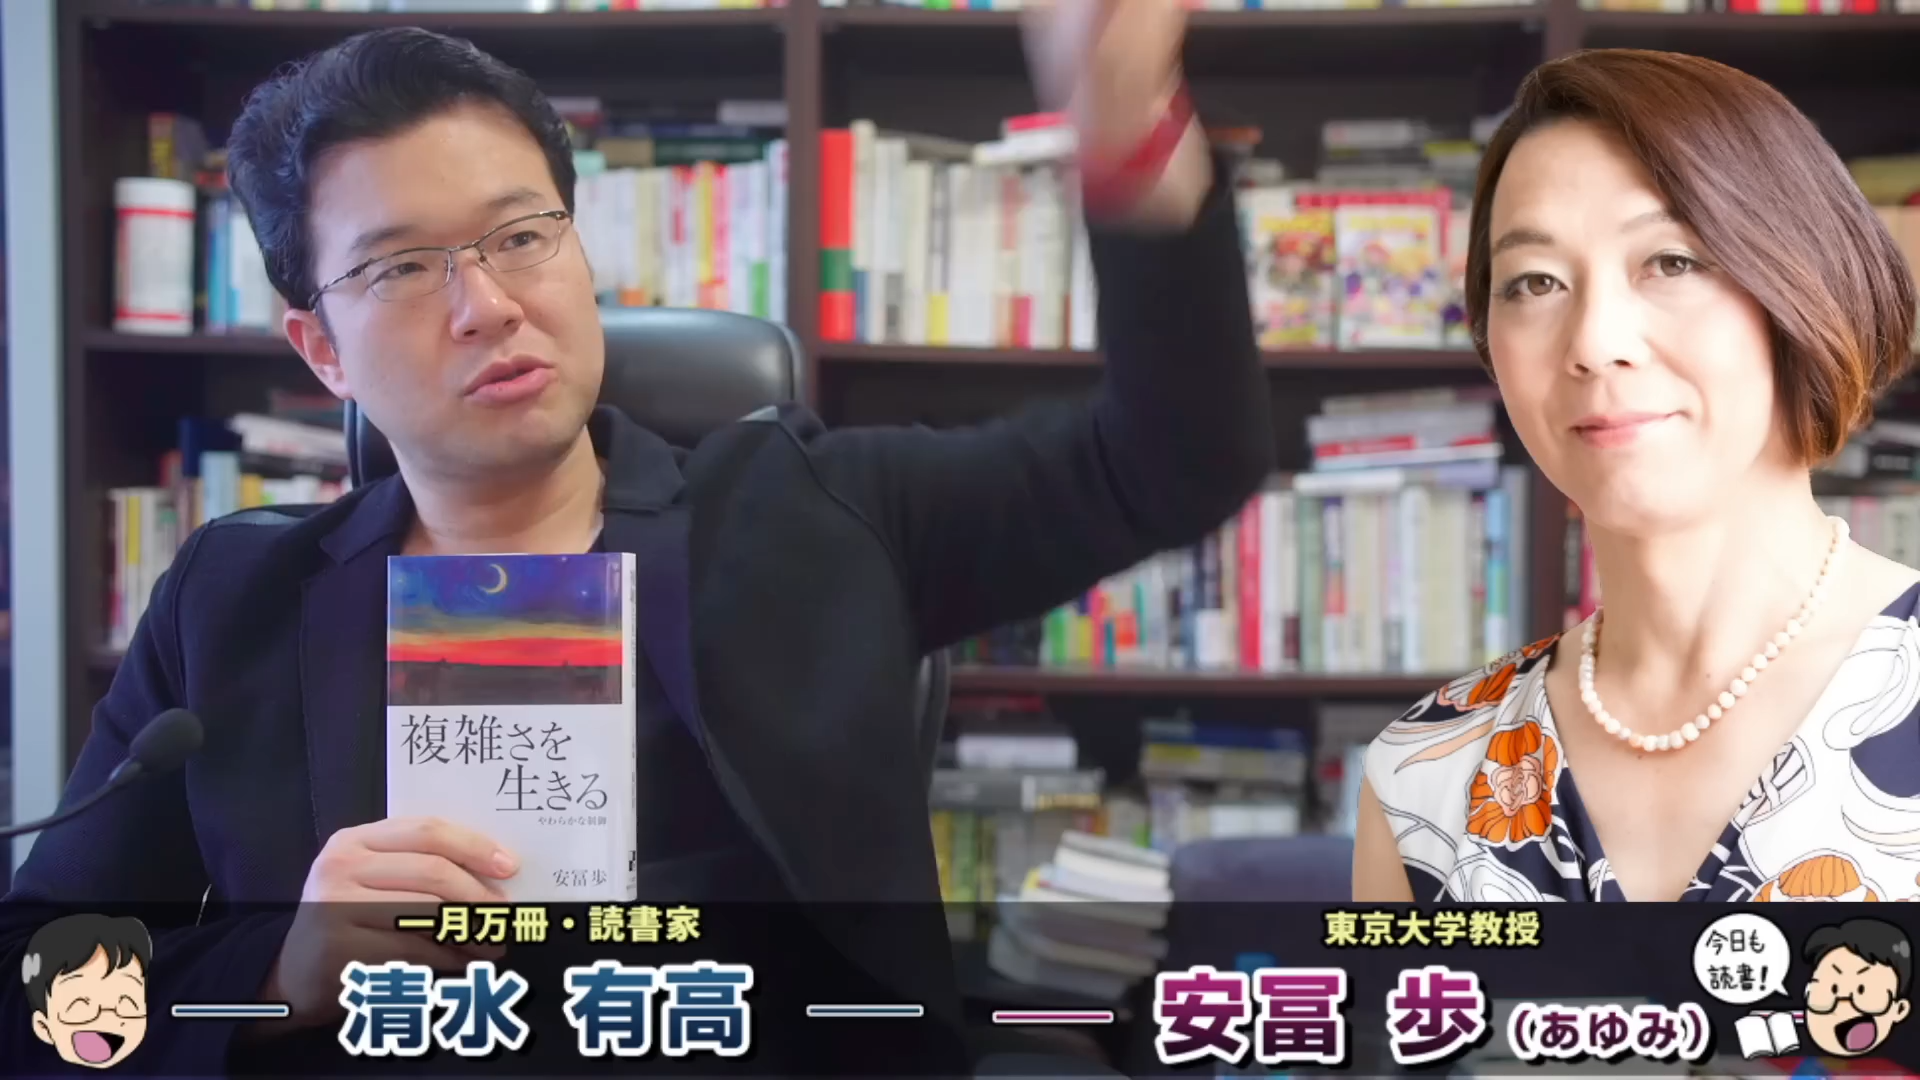 複雑さを
生きる
やわらかな制御
安冨歩
一月万冊・読書家
清水 有高
東京大学教授
安冨 歩 (あゆみ)
今日も
読書!